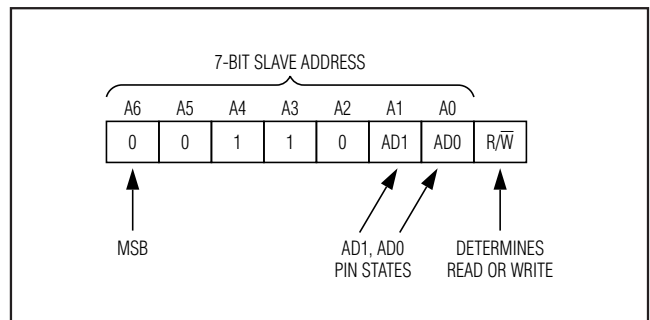 7-BIT SLAVE ADDRESS
A6 A5 A4 A3 A2 A1 A0
0 0 1 1 0 AD1 AD0 R/W̅
MSB
AD1, AD0
PIN STATES
DETERMINES
READ OR WRITE